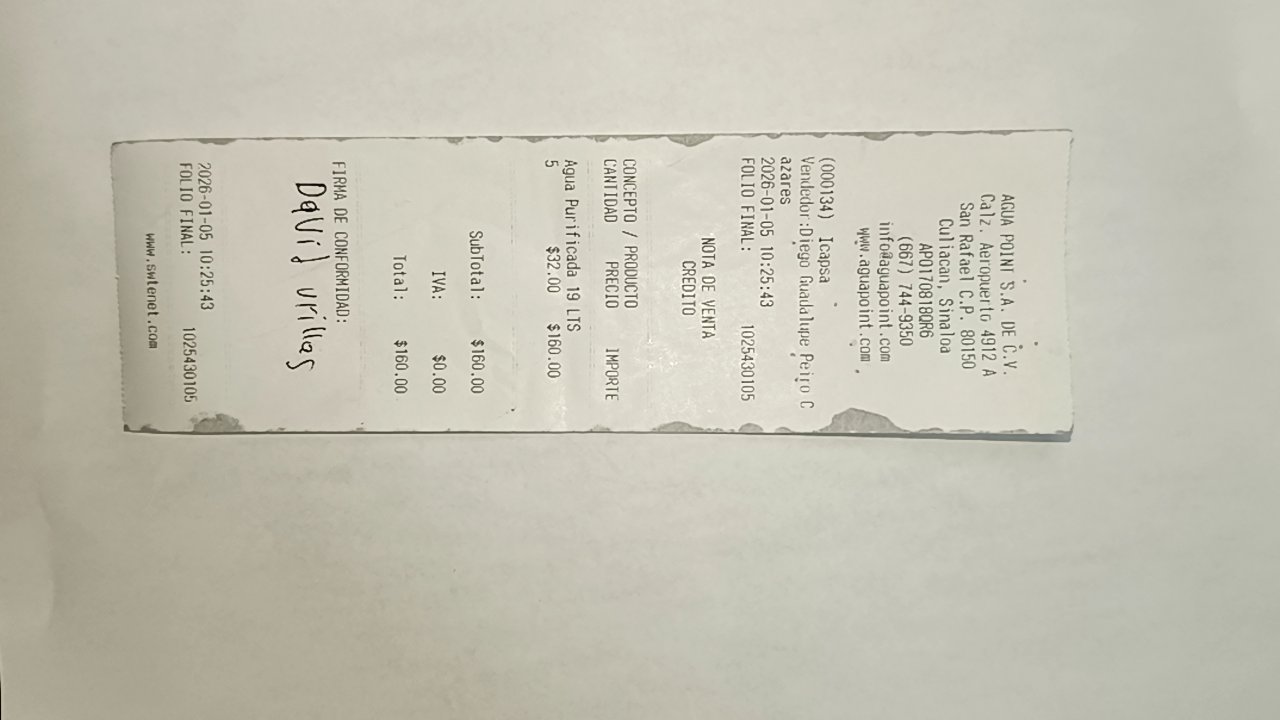 AGUA POINT S.A. DE C.V.
Calz. Aeropuerto 4912 A
San Rafael C.P. 80150
Culiacan, Sinaloa
APO170818QR6
(667) 744-9350
info@aguapoint.com
www.aguapoint.com
(000134) Icapsa
Vendedor:Diego Guadalupe Peiro C
azares
2026-01-05 10:25:43
FOLIO FINAL: 1025430105
NOTA DE VENTA
CREDITO
CONCEPTO / PRODUCTO
CANTIDAD PRECIO IMPORTE
Agua Purificada 19 LTS
5 $32.00 $160.00
SubTotal: $160.00
IVA: $0.00
Total: $160.00
FIRMA DE CONFORMIDAD:
David urillas
2026-01-05 10:25:43
FOLIO FINAL: 1025430105
www.swtenet.com